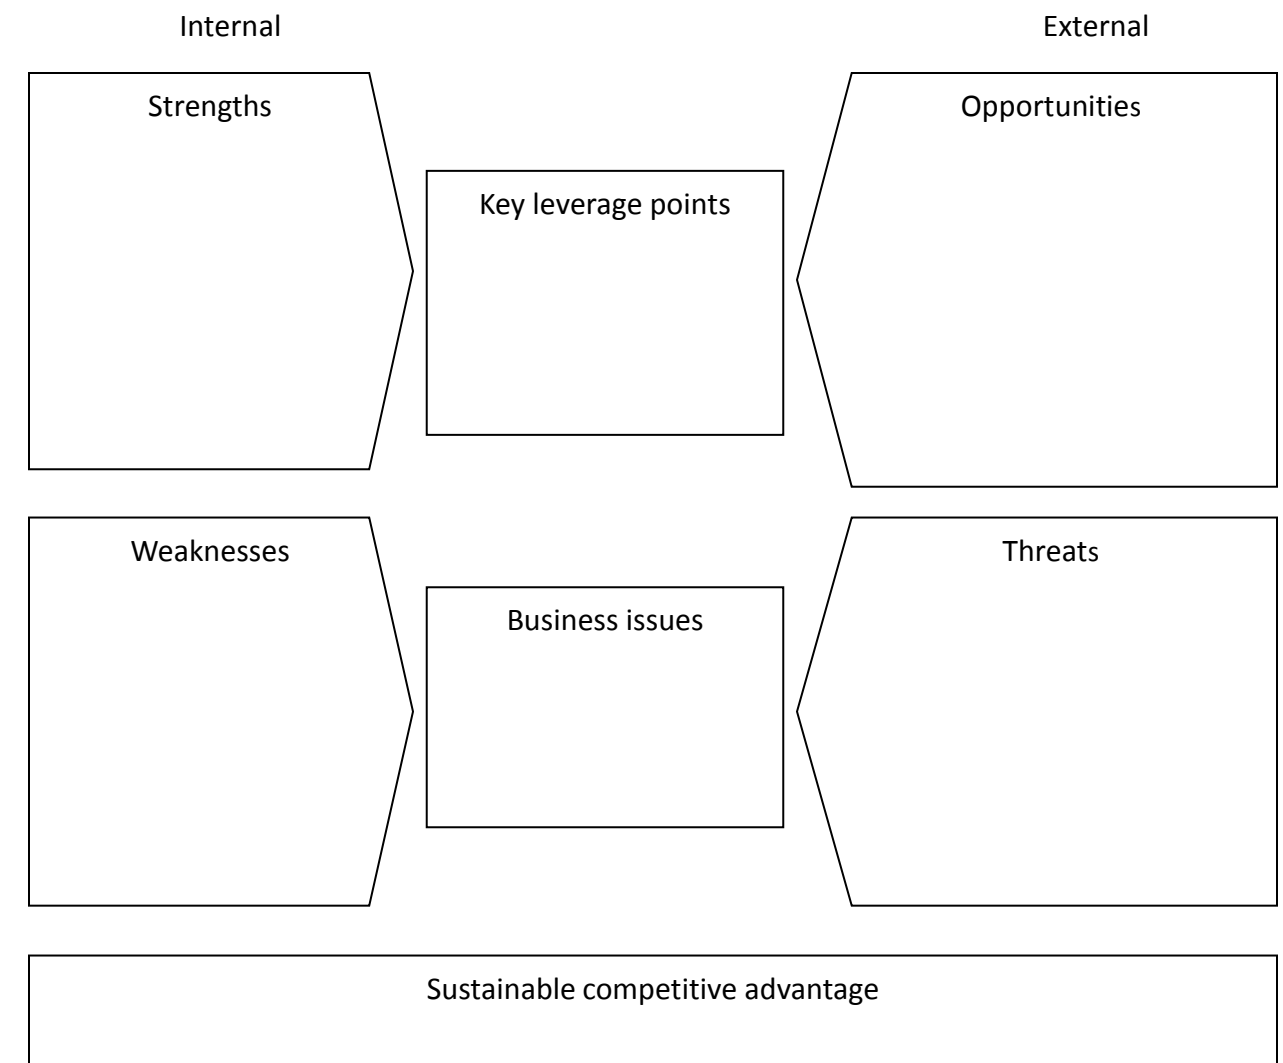 Internal
External
Strengths
Opportunities
Key leverage points
Weaknesses
Threats
Business issues
Sustainable competitive advantage